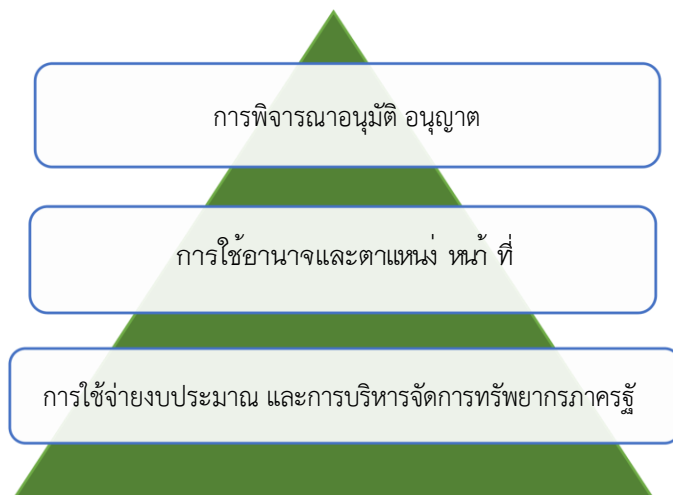 การพิจารณาอนุมัติ อนุญาต
การใช้อานาจและตาแหนง่ หนา้ ที่
การใช้จ่ายงบประมาณ และการบริหารจัดการทรัพยากรภาครฐั